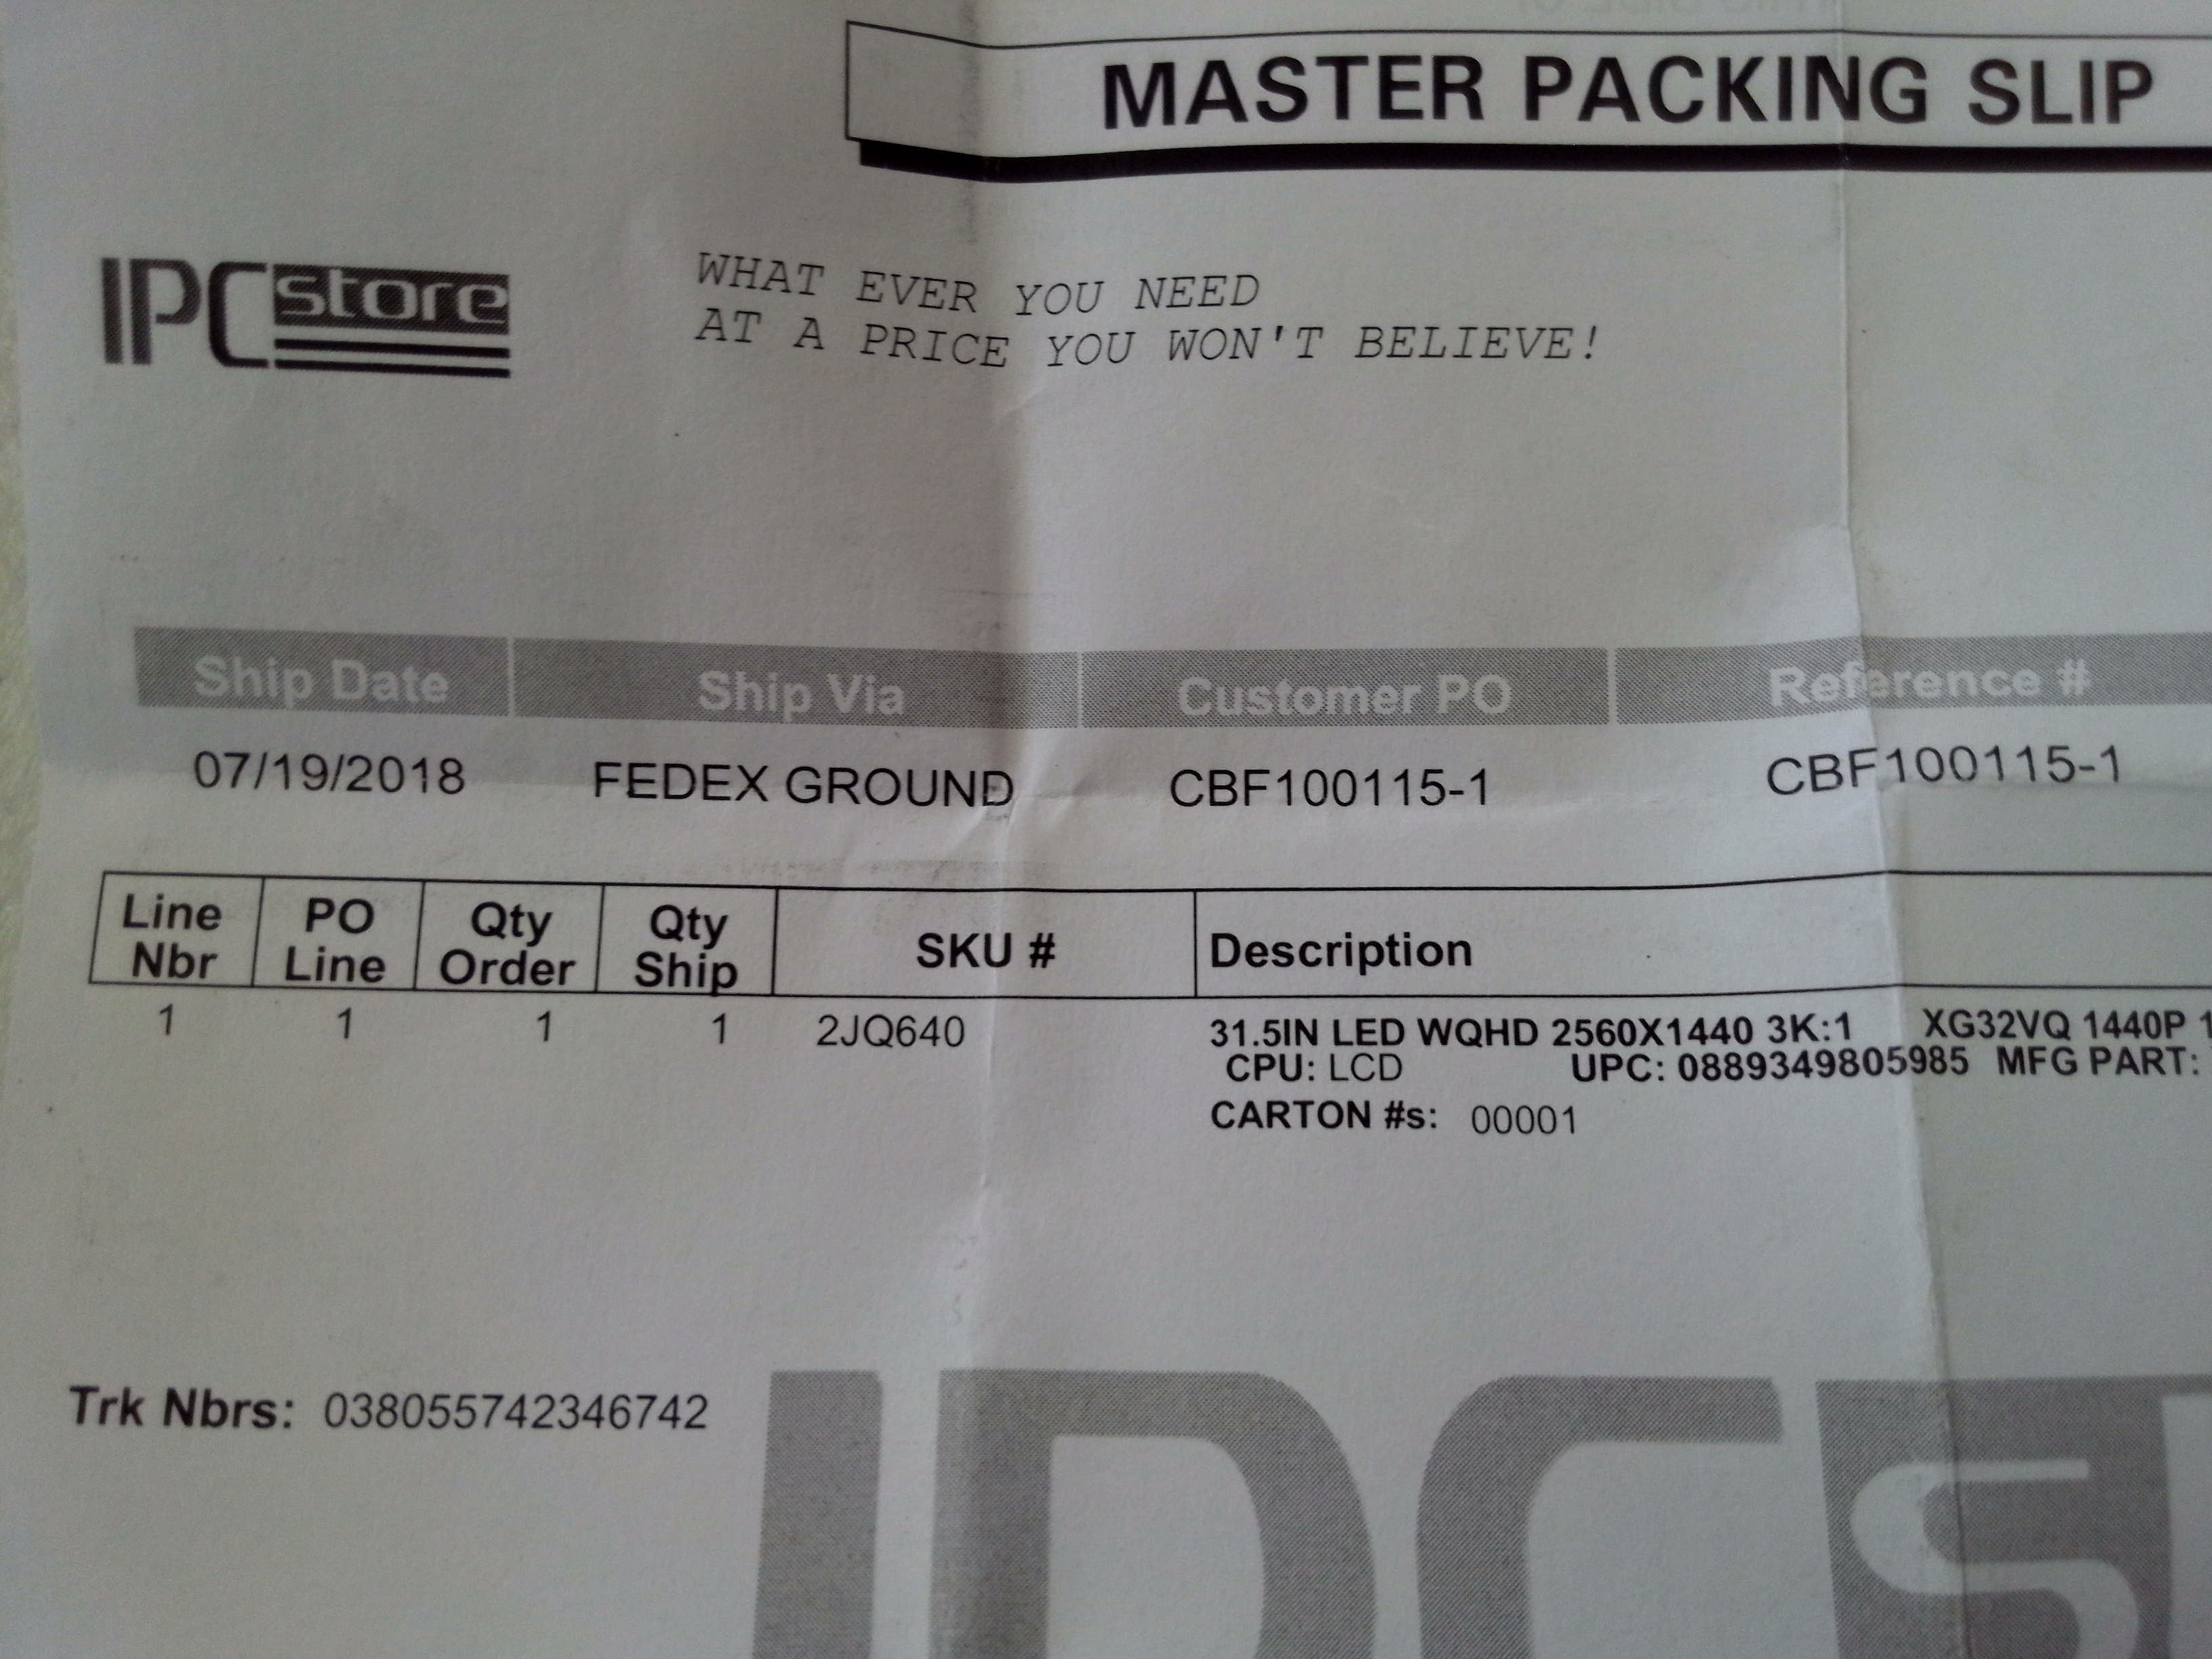 MASTER PACKING SLIP
IPC store
WHAT EVER YOU NEED
AT A PRICE YOU WON'T BELIEVE!
Ship Date Ship Via Customer PO Reference #
07/19/2018 FEDEX GROUND CBF100115-1 CBF100115-1
Line Nbr PO Line Qty Order Qty Ship SKU # Description
1 1 1 1 2JQ640 31.5IN LED WQHD 2560X1440 3K:1 XG32VQ 1440P 1
CPU: LCD UPC: 0889349805985 MFG PART:
CARTON #s: 00001
Trk Nbrs: 038055742346742
IPCs